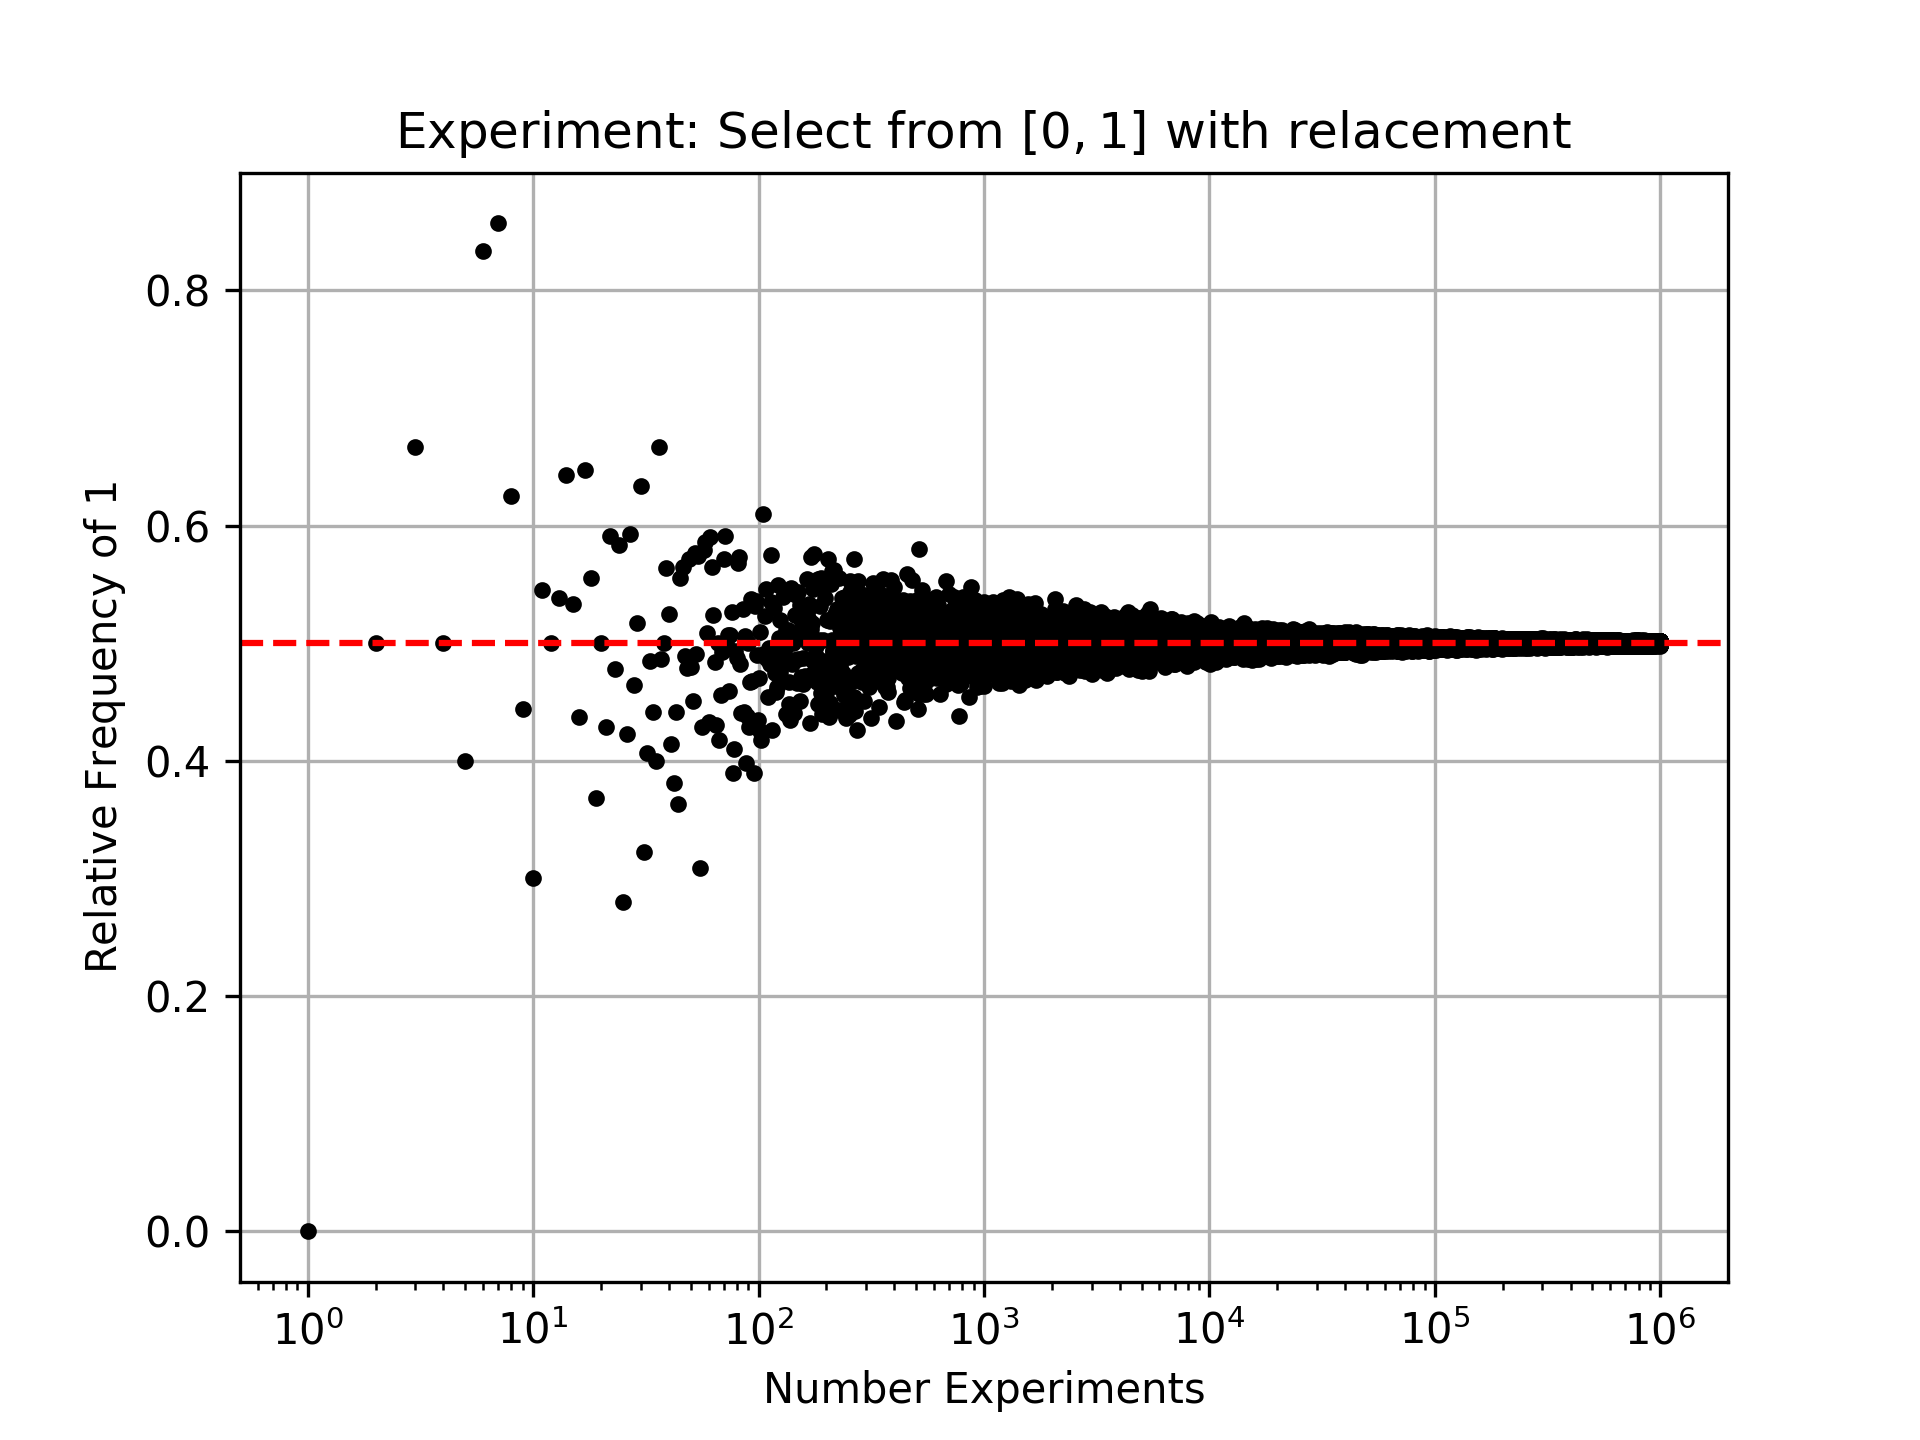 Experiment: Select from [0, 1] with relacement
Relative Frequency of 1
0.8
0.6
0.4
0.2
0.0
10⁰ 10¹ 10² 10³ 10⁴ 10⁵ 10⁶
Number Experiments